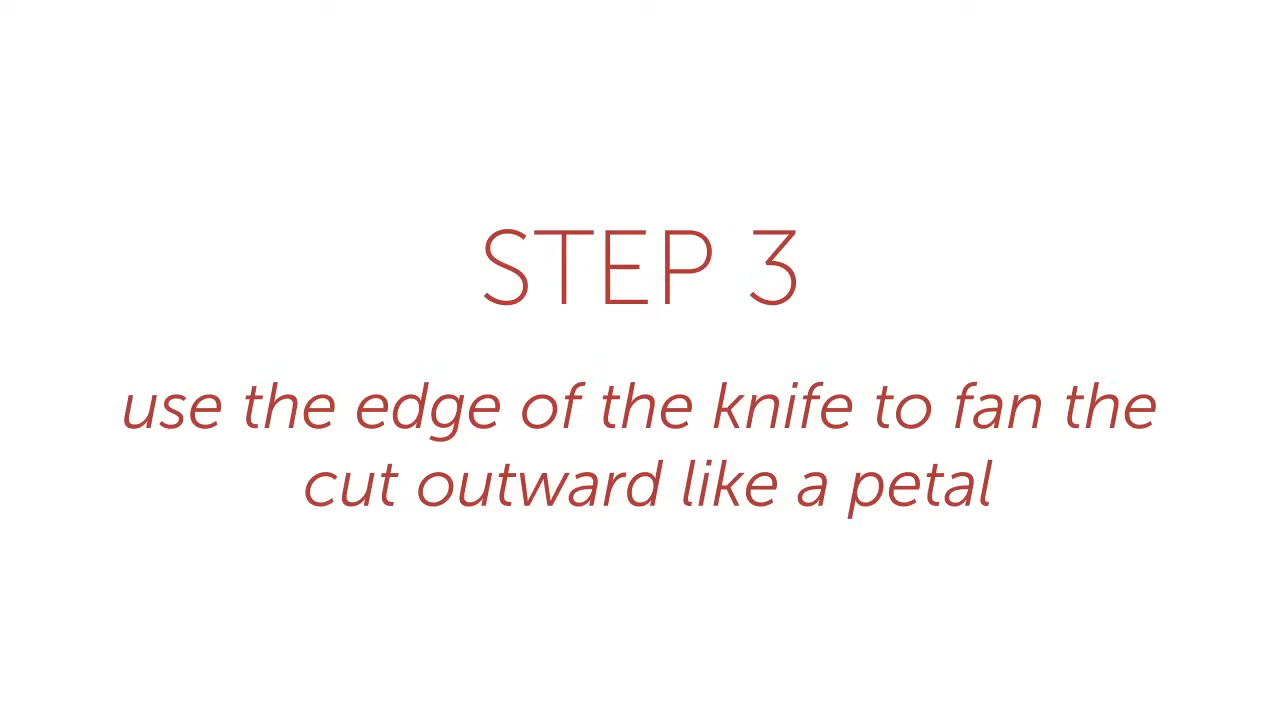 STEP 3
use the edge of the knife to fan the
cut outward like a petal